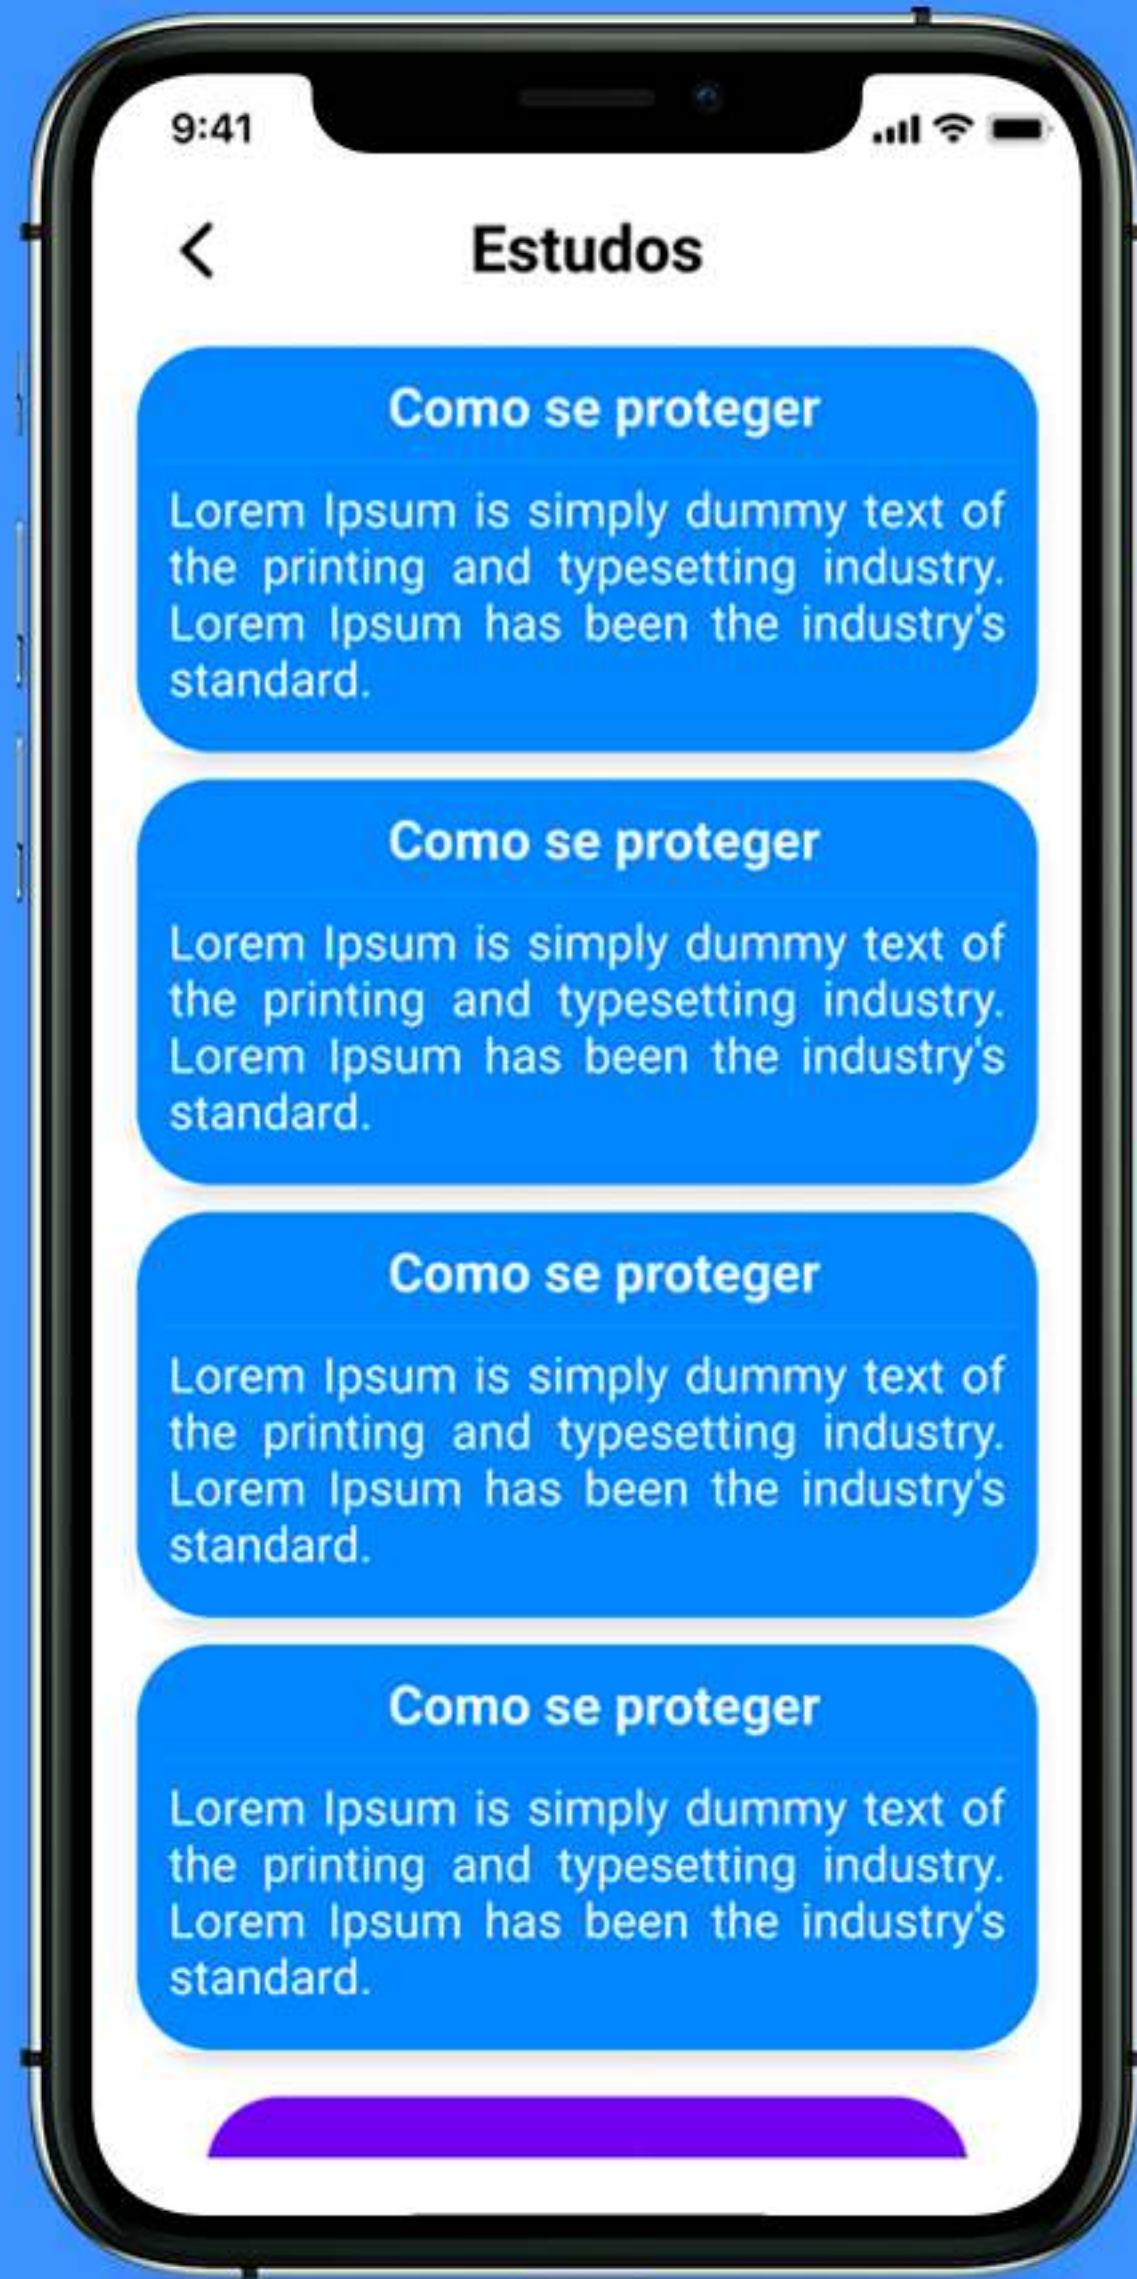 9:41
Estudos
Como se proteger
Lorem Ipsum is simply dummy text of
the printing and typesetting industry.
Lorem Ipsum has been the industry's
standard.
Como se proteger
Lorem Ipsum is simply dummy text of
the printing and typesetting industry.
Lorem Ipsum has been the industry's
standard.
Como se proteger
Lorem Ipsum is simply dummy text of
the printing and typesetting industry.
Lorem Ipsum has been the industry's
standard.
Como se proteger
Lorem Ipsum is simply dummy text of
the printing and typesetting industry.
Lorem Ipsum has been the industry's
standard.